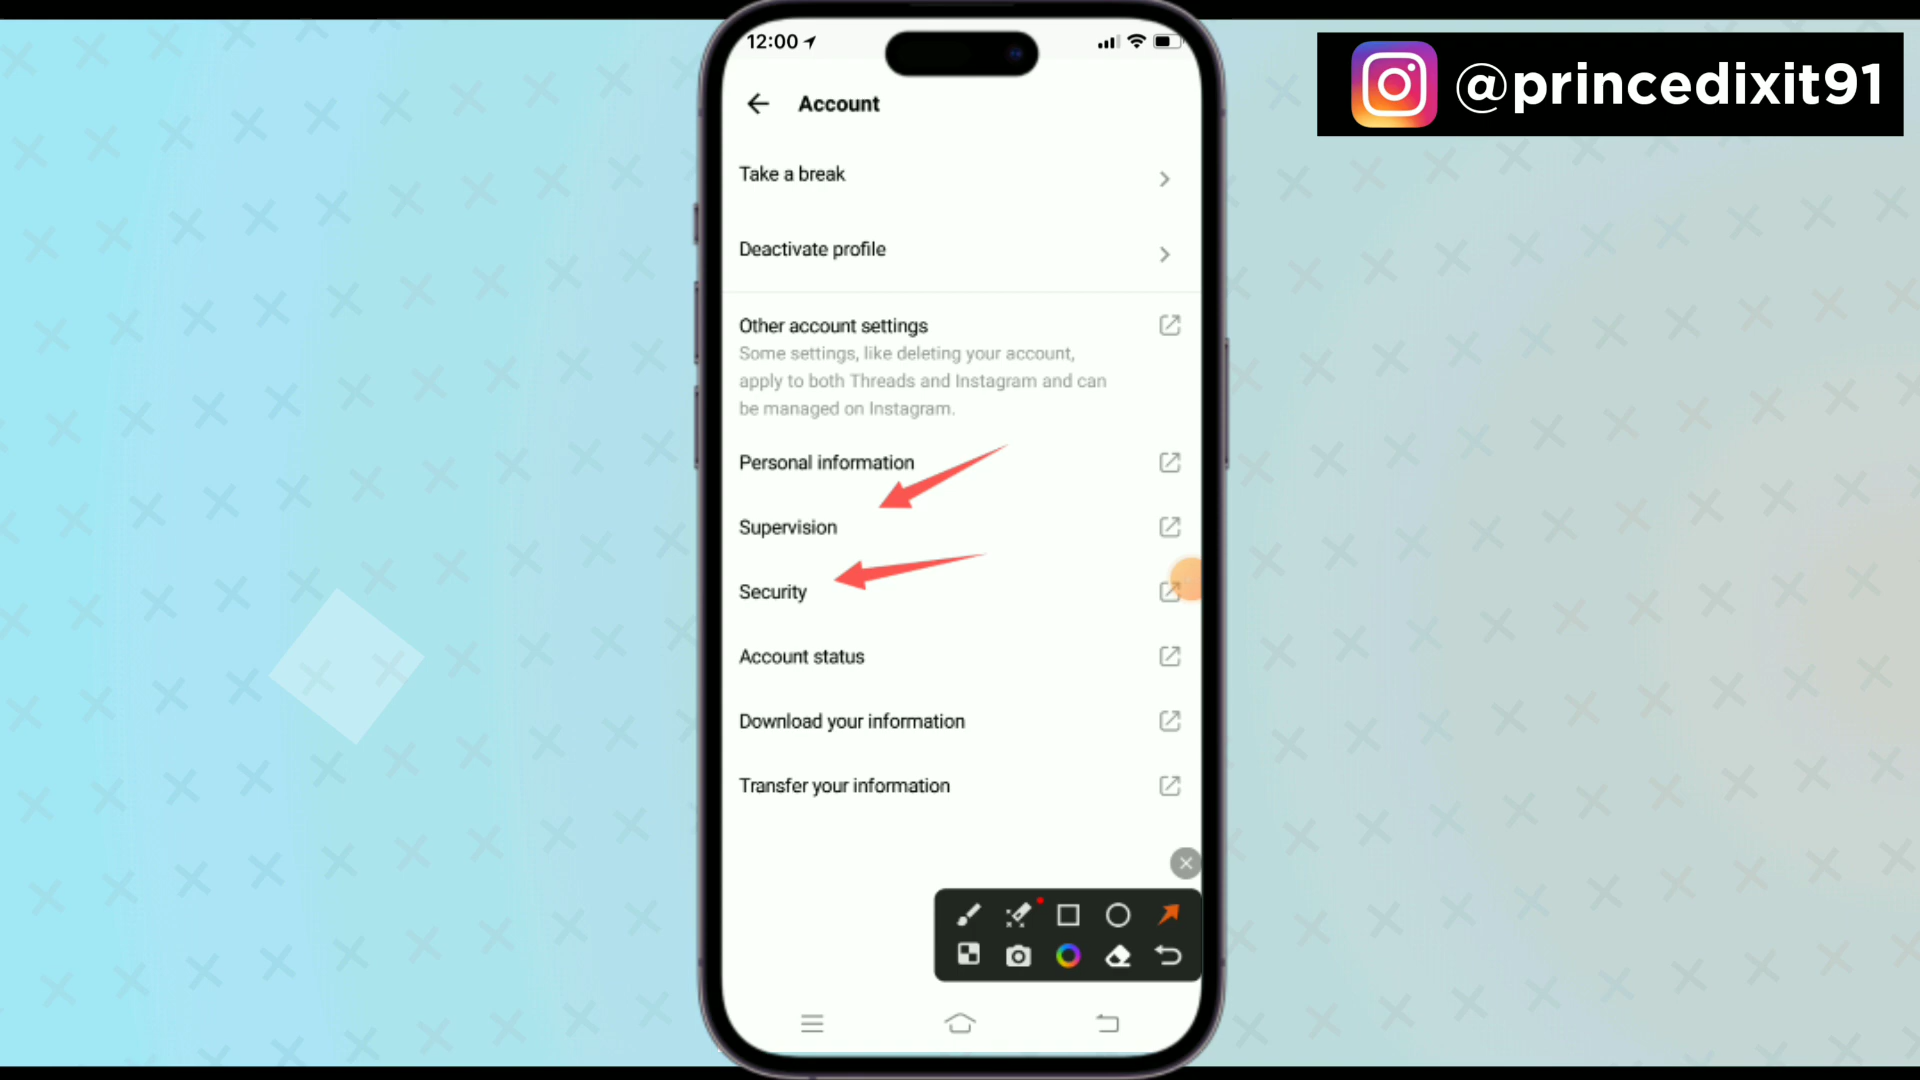 12:00
@princedixit91
Account
Take a break
Deactivate profile
Other account settings
Some settings, like deleting your account,
apply to both Threads and Instagram and can
be managed on Instagram.
Personal information
Supervision
Security
Account status
Download your information
Transfer your information